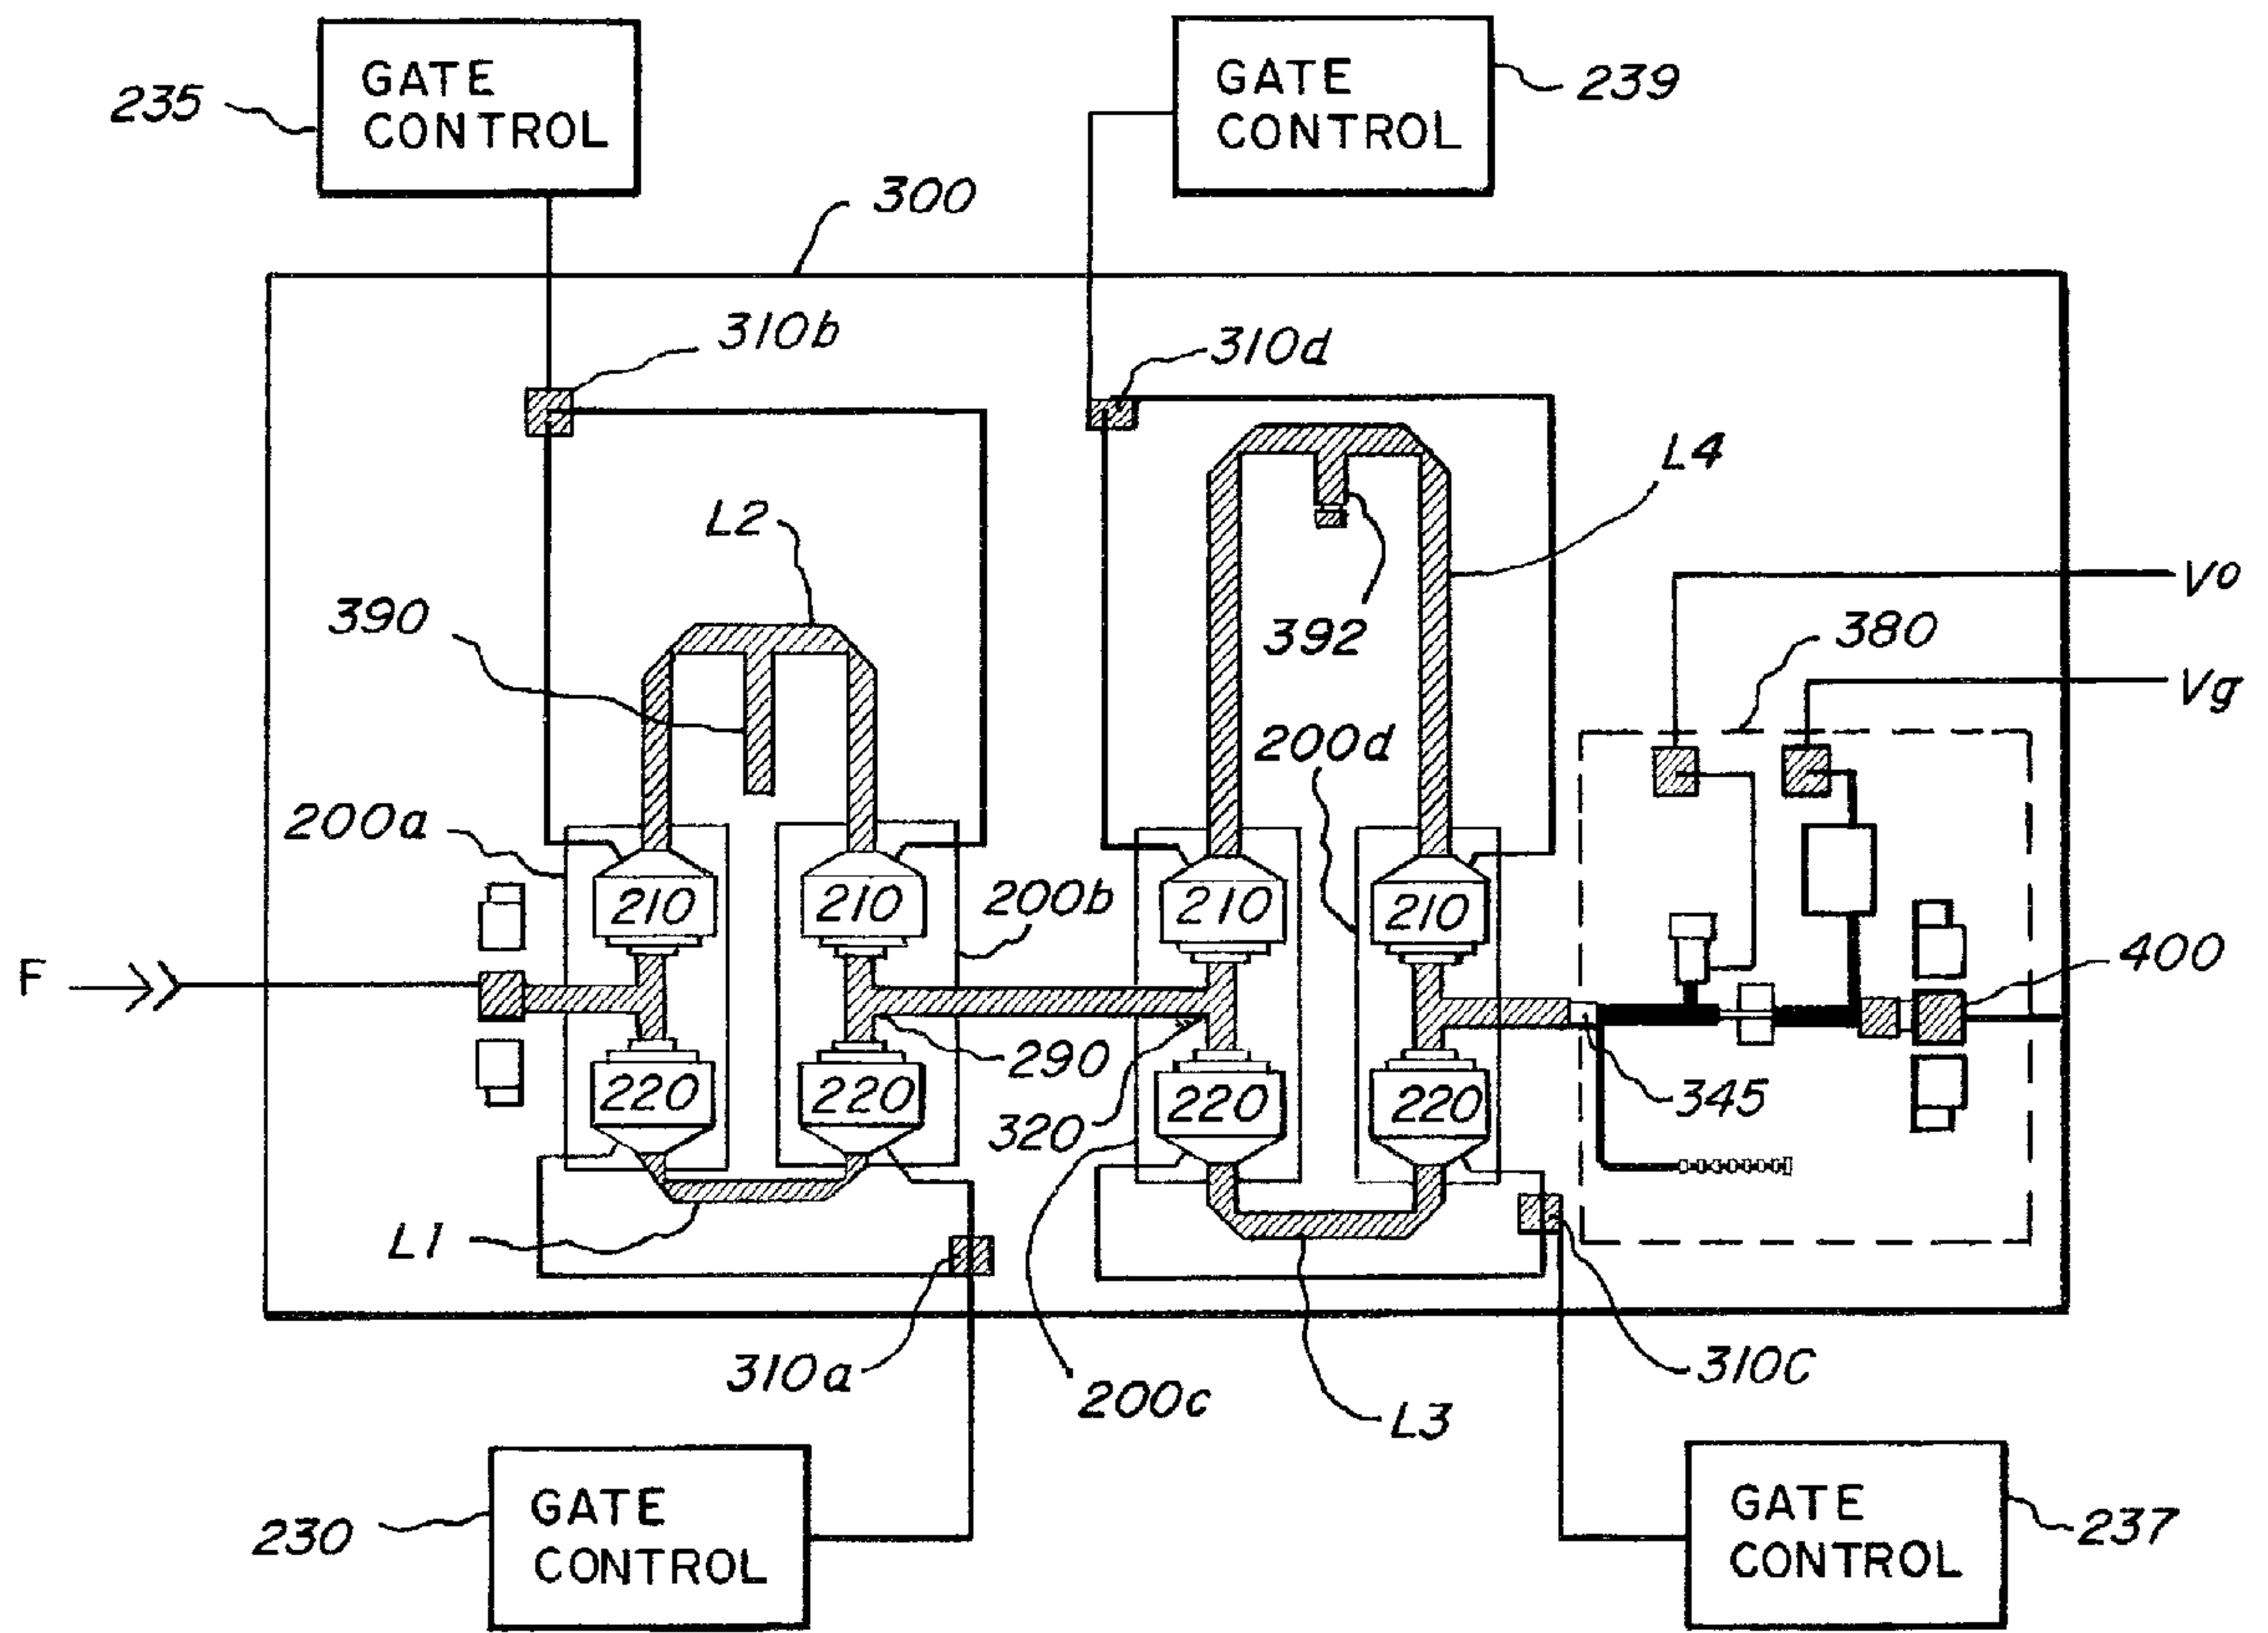 GATE
CONTROL
235
GATE
CONTROL
239
300
310b
310d
L4
L2
Vo
390
392
380
Vg
200d
200a
210
210
200b
210
210
F
400
290
220
220
320
220
220
345
L1
310a
200c
L3
310C
230
GATE
CONTROL
GATE
CONTROL
237